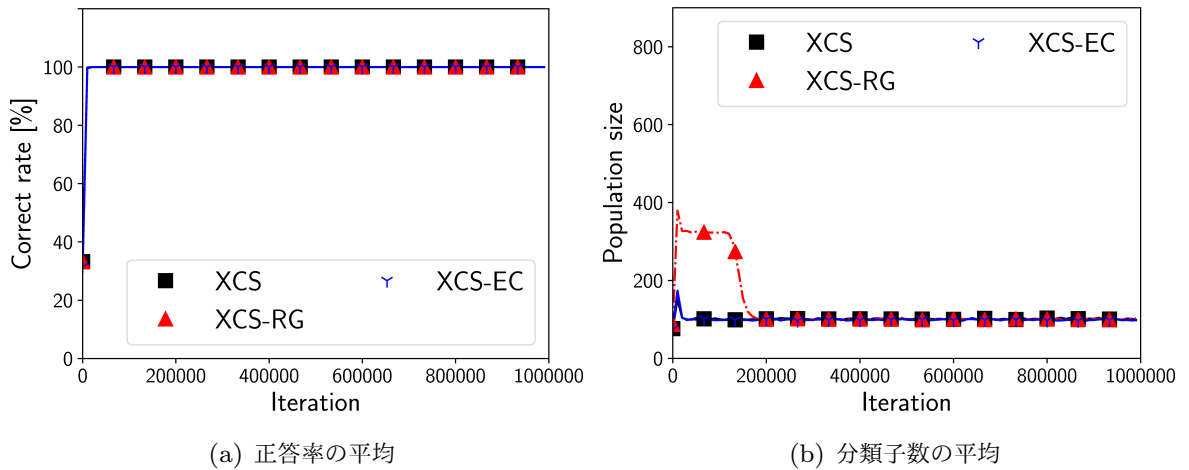 Correct rate [%]
100
80
60
40
20
0
XCS
XCS-EC
XCS-RG
0 200000 400000 600000 800000 1000000
Iteration
(a) 正答率の平均
Population size
800
600
400
200
0
XCS
XCS-EC
XCS-RG
0 200000 400000 600000 800000 1000000
Iteration
(b) 分類子数の平均